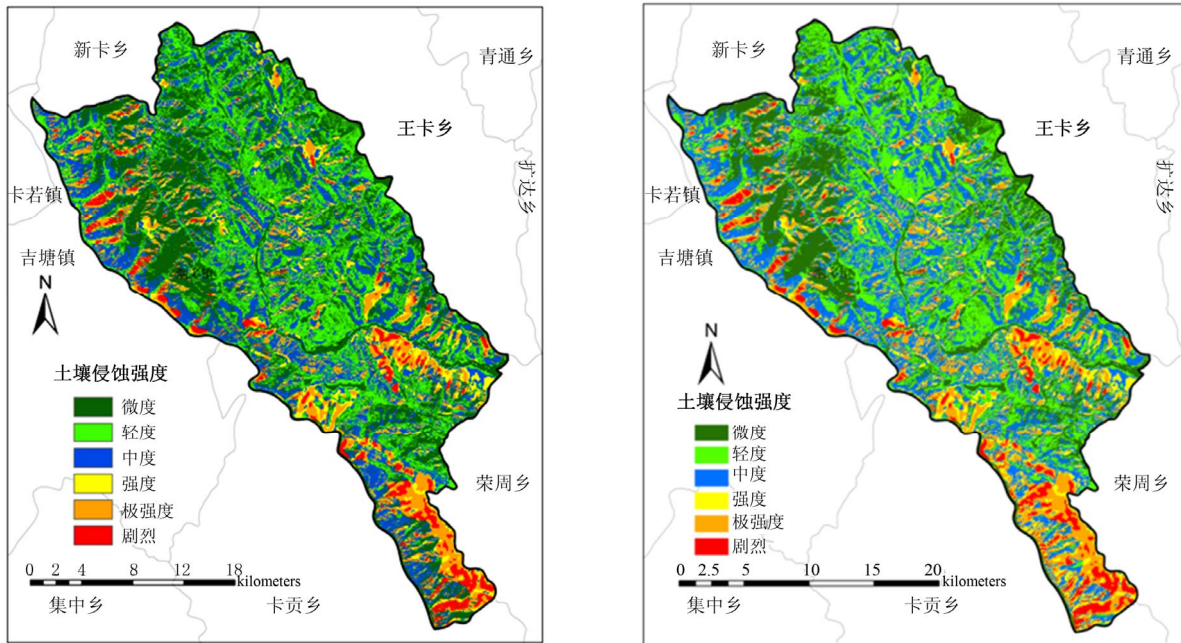 新卡乡
青通乡
王卡乡
扩达乡
卡若镇
吉塘镇
N
土壤侵蚀强度
微度
轻度
中度
强度
极强度
剧烈
荣周乡
0 4 8 12 18
kilometers
集中乡
卡贡乡
新卡乡
青通乡
王卡乡
扩达乡
卡若镇
吉塘镇
N
土壤侵蚀强度
微度
轻度
中度
强度
极强度
剧烈
荣周乡
0 2.5 5 10 15 20
kilometers
集中乡
卡贡乡